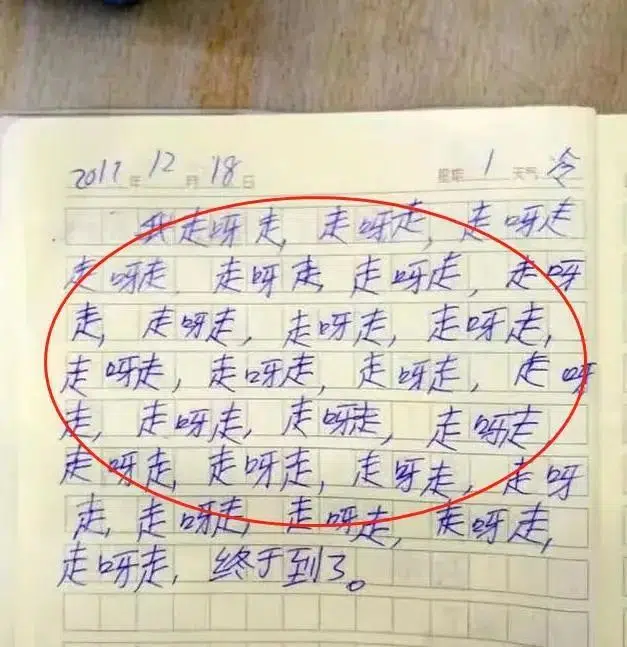 2017年12月18日 星期1 天气冷
我走呀走，走呀走，走呀走
走呀走，走呀走，走呀走，走呀
走，走呀走，走呀走，走呀走，
走呀走，走呀走，走呀走，走呀
走，走呀走，走呀走，走呀走
走呀走，走呀走，走呀走，走呀
走，走呀走，走呀走，走呀走，
走呀走，终于到了。